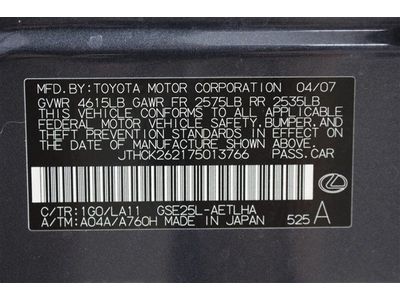 MFD.BY:TOYOTA MOTOR CORPORATION 04/07
GVWR 4615LB GAWR FR 2575LB RR 2535LB
THIS VEHICLE CONFORMS TO ALL APPLICABLE
FEDERAL MOTOR VEHICLE SAFETY, BUMPER, AND
THEFT PREVENTION STANDARDS IN EFFECT ON
THE DATE OF MANUFACTURE SHOWN ABOVE.
JTHCK262175013766 PASS.CAR
C/TR:1G0/LA11 GSE25L-AETLHA
A/TM:A04A/A760H MADE IN JAPAN 525 A